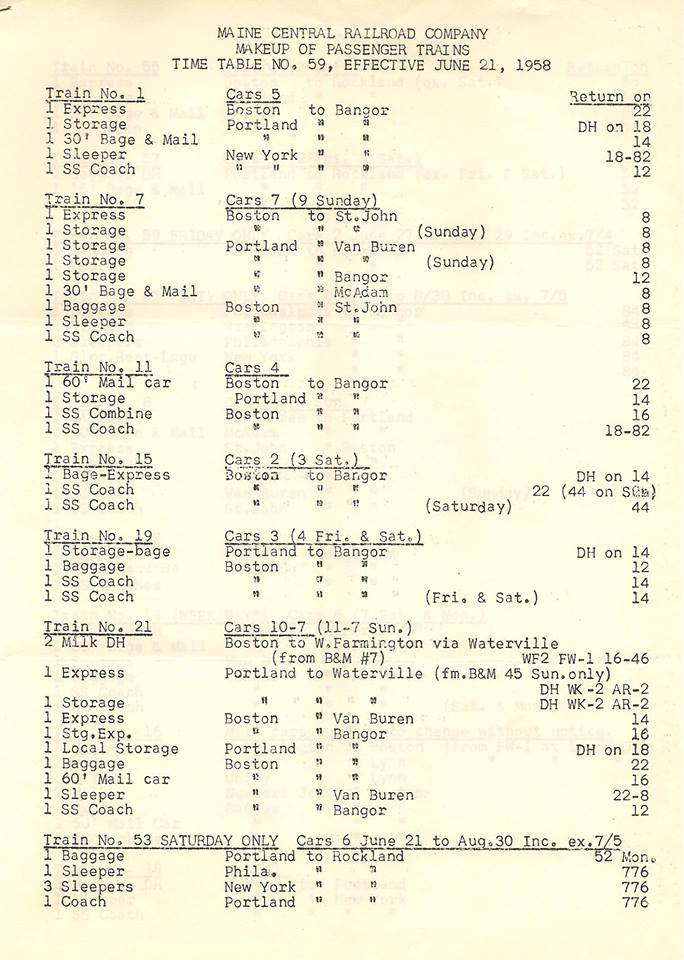 MAINE CENTRAL RAILROAD COMPANY
MAKEUP OF PASSENGER TRAINS
TIME TABLE NO. 59, EFFECTIVE JUNE 21, 1958
Train No. 1 Cars 5 Return on
1 Express Boston to Bangor 22
1 Storage Portland " " DH on 18
1 30' Bage & Mail " " " 14
1 Sleeper New York " " 18-82
1 SS Coach " " " " 12
Train No. 7 Cars 7 (9 Sunday)
1 Express Boston to St.John 8
1 Storage " " " (Sunday) 8
1 Storage Portland " Van Buren 8
1 Storage " " " (Sunday) 8
1 Storage " " Bangor 12
1 30' Bage & Mail " " McAdam 8
1 Baggage Boston " St.John 8
1 Sleeper " " " 8
1 SS Coach " " " 8
Train No. 11 Cars 4
1 60' Mail car Boston to Bangor 22
1 Storage Portland " " 14
1 SS Combine Boston " " 16
1 SS Coach " " " 18-82
Train No. 15 Cars 2 (3 Sat.)
1 Bage-Express Boston to Bangor DH on 14
1 SS Coach " " " 22 (44 on Sun)
1 SS Coach " " " (Saturday) 44
Train No. 19 Cars 3 (4 Fri. & Sat.)
1 Storage-bage Portland to Bangor DH on 14
1 Baggage Boston " " 12
1 SS Coach " " " 14
1 SS Coach " " " (Fri. & Sat.) 14
Train No. 21 Cars 10-7 (11-7 Sun.)
2 Milk DH Boston to W.Farmington via Waterville
(from B&M #7) WF2 FW-1 16-46
1 Express Portland to Waterville (fm.B&M 45 Sun.only)
DH WK-2 AR-2
1 Storage " " " " DH WK-2 AR-2
1 Express Boston " Van Buren 14
1 Stg.Exp. " " Bangor 16
1 Local Storage Portland " " DH on 18
1 Baggage Boston " " 22
1 60' Mail car " " " 16
1 Sleeper " " Van Buren 22-8
1 SS Coach " " Bangor 12
Train No. 53 SATURDAY ONLY Cars 6 June 21 to Aug.30 Inc. ex.7/5
1 Baggage Portland to Rockland 52 Mon.
1 Sleeper Phila. " " 776
3 Sleepers New York " " 776
1 Coach Portland " " 776